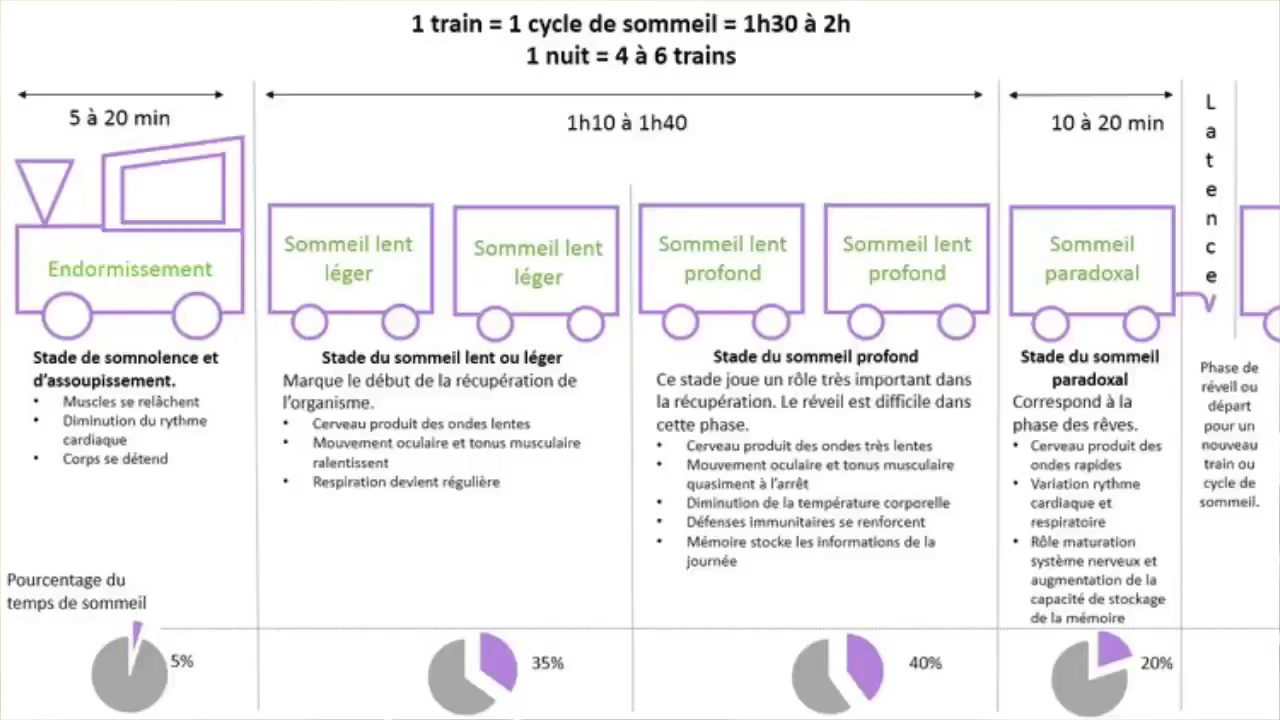 1 train = 1 cycle de sommeil = 1h30 à 2h
1 nuit = 4 à 6 trains
5 à 20 min
1h10 à 1h40
10 à 20 min
L
a
t
e
n
c
e
Endormissement
Sommeil lent
léger
Sommeil lent
léger
Sommeil lent
profond
Sommeil lent
profond
Sommeil
paradoxal
Stade de somnolence et
d'assoupissement.
• Muscles se relâchent
• Diminution du rythme
cardiaque
• Corps se détend
Stade du sommeil lent ou léger
Marque le début de la récupération de
l'organisme.
• Cerveau produit des ondes lentes
• Mouvement oculaire et tonus musculaire
ralentissent
• Respiration devient régulière
Stade du sommeil profond
Ce stade joue un rôle très important dans
la récupération. Le réveil est difficile dans
cette phase.
• Cerveau produit des ondes très lentes
• Mouvement oculaire et tonus musculaire
quasiment à l'arrêt
• Diminution de la température corporelle
• Défenses immunitaires se renforcent
• Mémoire stocke les informations de la
journée
Stade du sommeil
paradoxal
Correspond à la
phase des rêves.
• Cerveau produit des
ondes rapides
• Variation rythme
cardiaque et
respiratoire
• Rôle maturation
système nerveux et
augmentation de la
capacité de stockage
de la mémoire
Phase de
réveil ou
départ
pour un
nouveau
train ou
cycle de
sommeil.
Pourcentage du
temps de sommeil
5%
35%
40%
20%